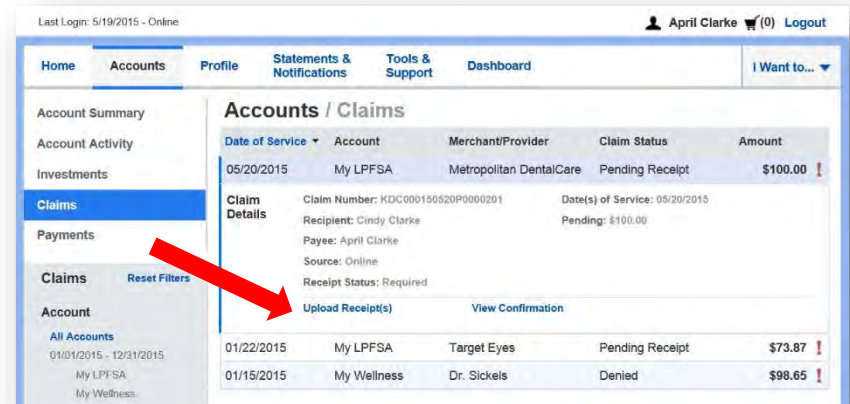 Last Login: 5/19/2015 - Online
April Clarke (0) Logout
Home Accounts Profile Statements & Notifications Tools & Support Dashboard I Want to...
Account Summary
Account Activity
Investments
Claims
Payments
Claims Reset Filters
Account
All Accounts
01/01/2015 - 12/31/2015
My LPFSA
My Wellness
Accounts / Claims
Date of Service Account Merchant/Provider Claim Status Amount
05/20/2015 My LPFSA Metropolitan DentalCare Pending Receipt $100.00 !
Claim Details
Claim Number: KDC000150520P0000201 Date(s) of Service: 05/20/2015
Recipient: Cindy Clarke Pending: $100.00
Payee: April Clarke
Source: Online
Receipt Status: Required
Upload Receipt(s) View Confirmation
01/22/2015 My LPFSA Target Eyes Pending Receipt $73.87 !
01/15/2015 My Wellness Dr. Sickels Denied $98.65 !